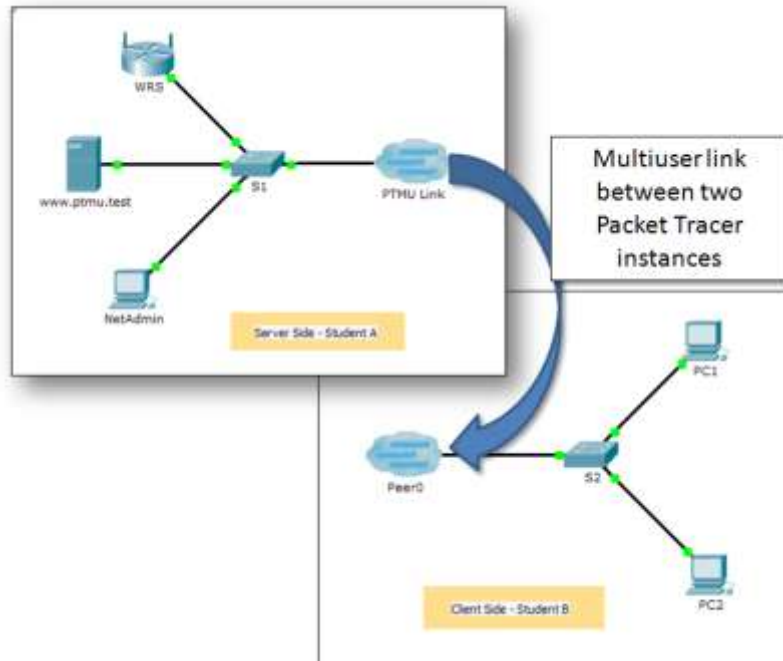 WRS
www.ptmu.test
S1
PTMU Link
NetAdmin
Server Side - Student A
Multiuser link
between two
Packet Tracer
instances
PC1
Peer0
S2
PC2
Client Side - Student B